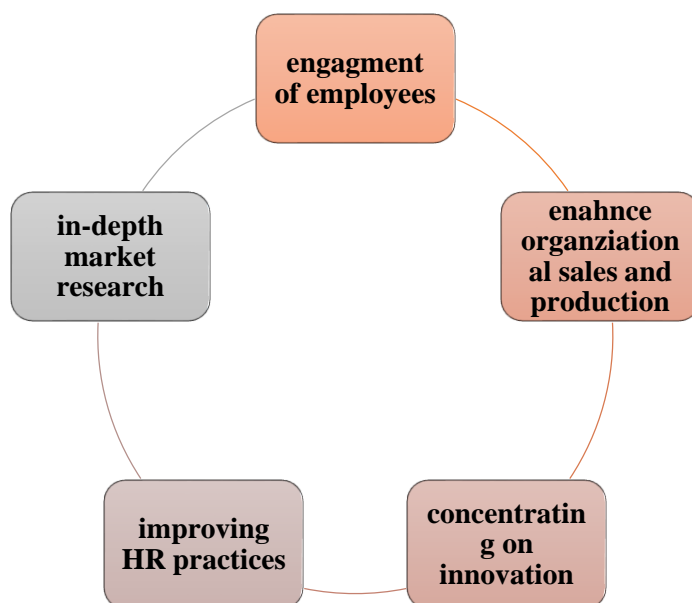 engagment
of employees
enahnce
organziation
al sales and
production
concentratin
g on
innovation
improving
HR practices
in-depth
market
research